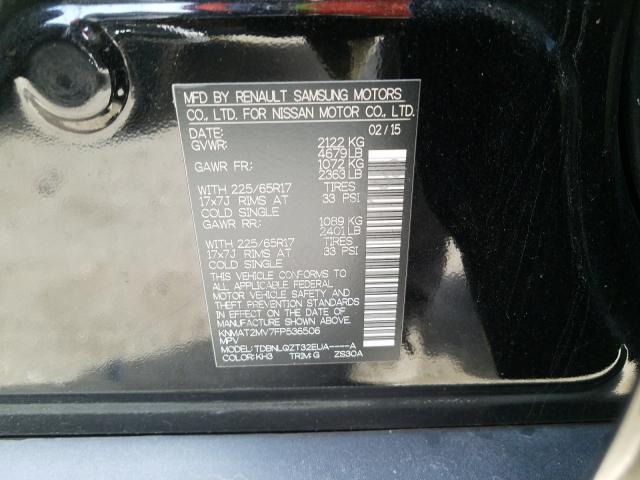 MFD BY RENAULT SAMSUNG MOTORS
CO., LTD. FOR NISSAN MOTOR CO., LTD.
DATE: 02/15
GVWR: 2122 KG
4679 LB
GAWR FR: 1072 KG
2363 LB
WITH 225/65R17 TIRES
17x7J RIMS AT 33 PSI
COLD SINGLE
GAWR RR: 1089 KG
2401 LB
WITH 225/65R17 TIRES
17x7J RIMS AT 33 PSI
COLD SINGLE
THIS VEHICLE CONFORMS TO
ALL APPLICABLE FEDERAL
MOTOR VEHICLE SAFETY AND
THEFT PREVENTION STANDARDS
IN EFFECT ON THE DATE OF
MANUFACTURE SHOWN ABOVE.
KNMAT2MV7FP536506
MPV
MODEL: TDBNLQZT32EUA----A
COLOR: KH3 TRIM: G ZS30A